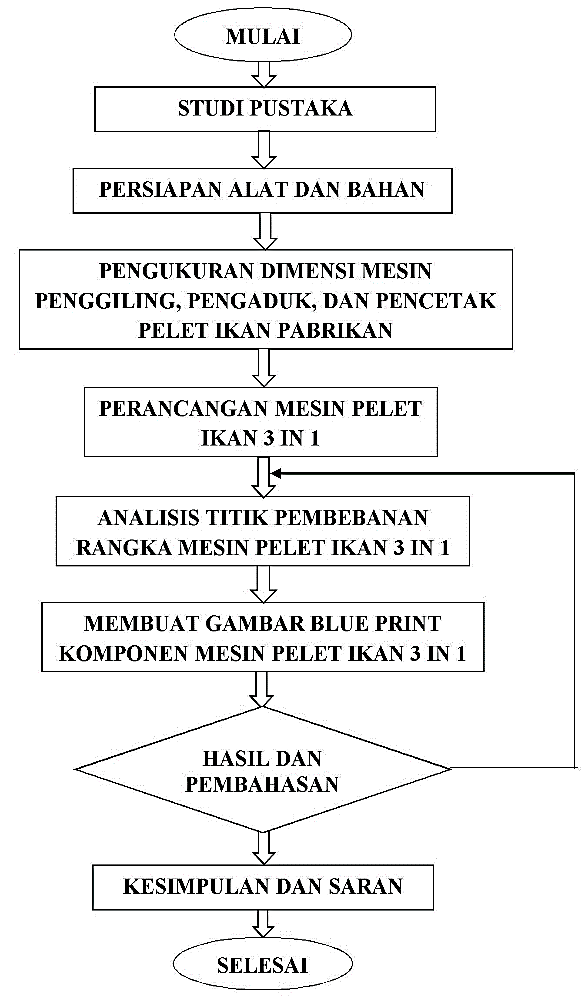 MULAI
STUDI PUSTAKA
PERSIAPAN ALAT DAN BAHAN
PENGUKURAN DIMENSI MESIN
PENGGILING, PENGADUK, DAN PENCETAK
PELET IKAN PABRIKAN
PERANCANGAN MESIN PELET
IKAN 3 IN 1
ANALISIS TITIK PEMBEBANAN
RANGKA MESIN PELET IKAN 3 IN 1
MEMBUAT GAMBAR BLUE PRINT
KOMPONEN MESIN PELET IKAN 3 IN 1
HASIL DAN
PEMBAHASAN
KESIMPULAN DAN SARAN
SELESAI